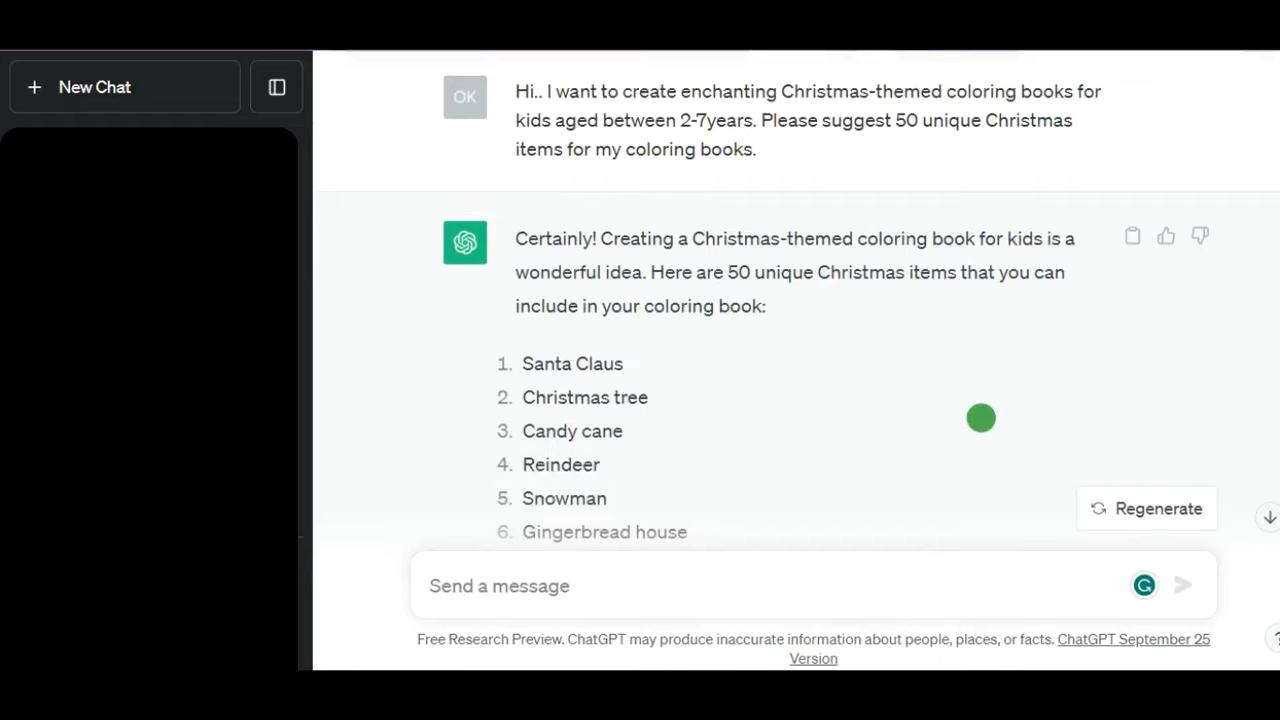 New Chat
OK
Hi.. I want to create enchanting Christmas-themed coloring books for
kids aged between 2-7years. Please suggest 50 unique Christmas
items for my coloring books.
Certainly! Creating a Christmas-themed coloring book for kids is a
wonderful idea. Here are 50 unique Christmas items that you can
include in your coloring book:
1. Santa Claus
2. Christmas tree
3. Candy cane
4. Reindeer
5. Snowman
6. Gingerbread house
Regenerate
Send a message
Free Research Preview. ChatGPT may produce inaccurate information about people, places, or facts. ChatGPT September 25
Version
?